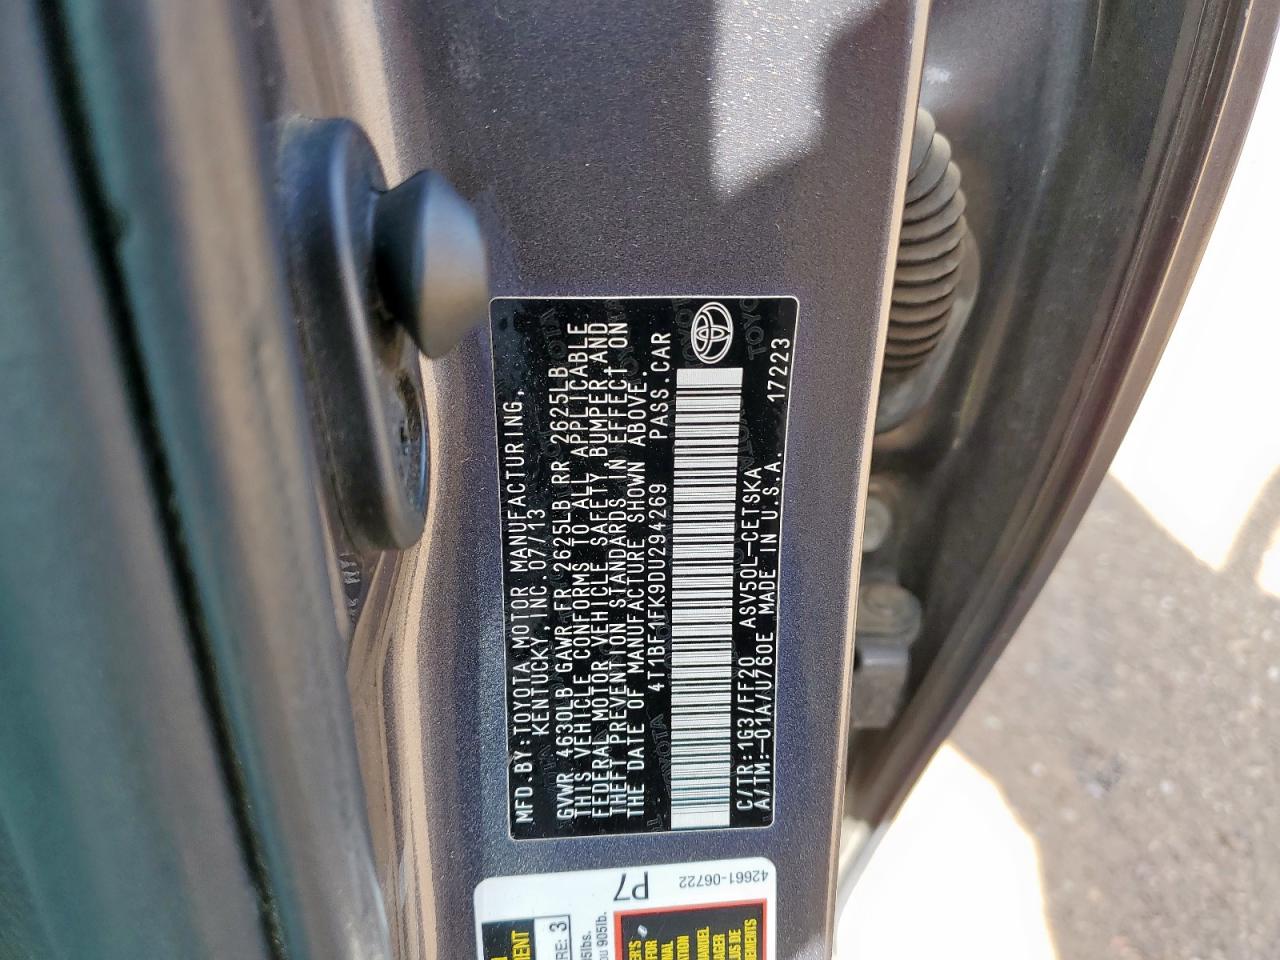 MFD.BY:TOYOTA MOTOR MANUFACTURING,
KENTUCKY, INC. 07/13
GVWR 4630LB GAWR FR 2625LB RR 2625LB
THIS VEHICLE CONFORMS TO ALL APPLICABLE
FEDERAL MOTOR VEHICLE SAFETY, BUMPER, AND
THEFT PREVENTION STANDARDS IN EFFECT ON
THE DATE OF MANUFACTURE SHOWN ABOVE.
4T1BF1FK9DU294269 PASS.CAR
C/TR:1G3/FF20 ASV50L-CETSKA
A/TM:-01A/U760E MADE IN U.S.A. 17223
P7
42661-06722
3
905lb.